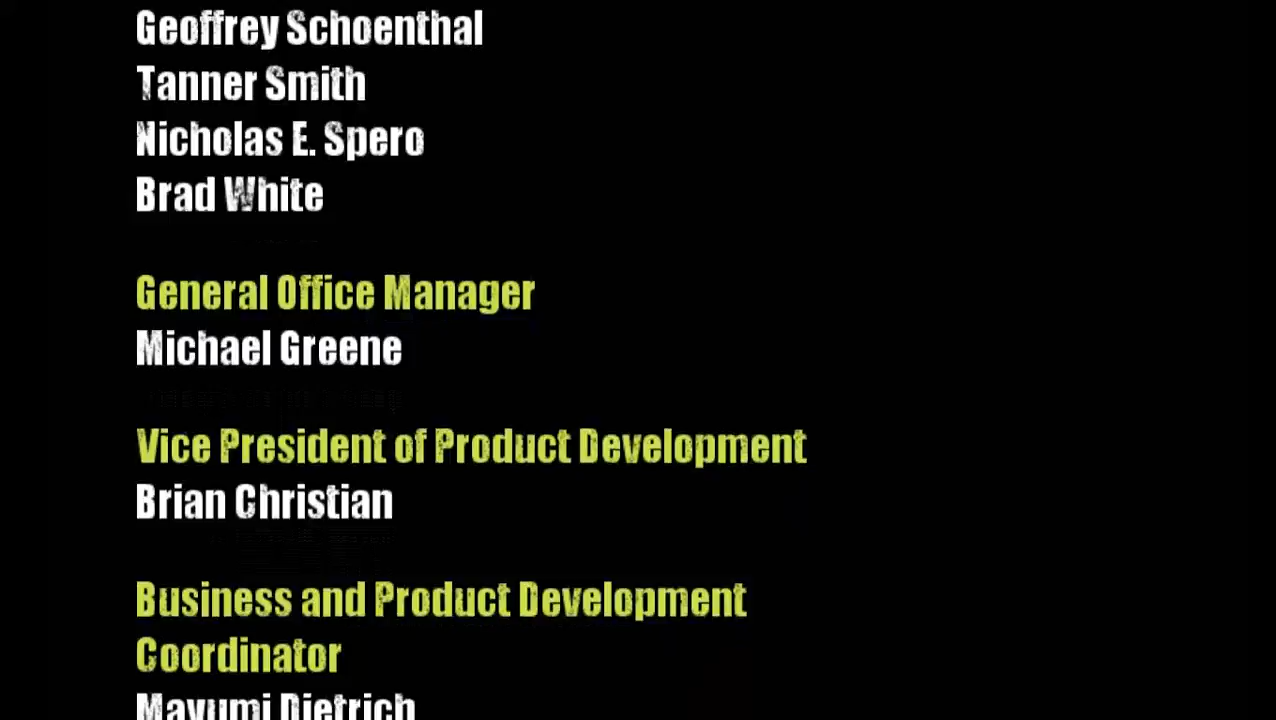 Geoffrey Schoenthal
Tanner Smith
Nicholas E. Spero
Brad White
General Office Manager
Michael Greene
Vice President of Product Development
Brian Christian
Business and Product Development
Coordinator
Mayumi Dietrich